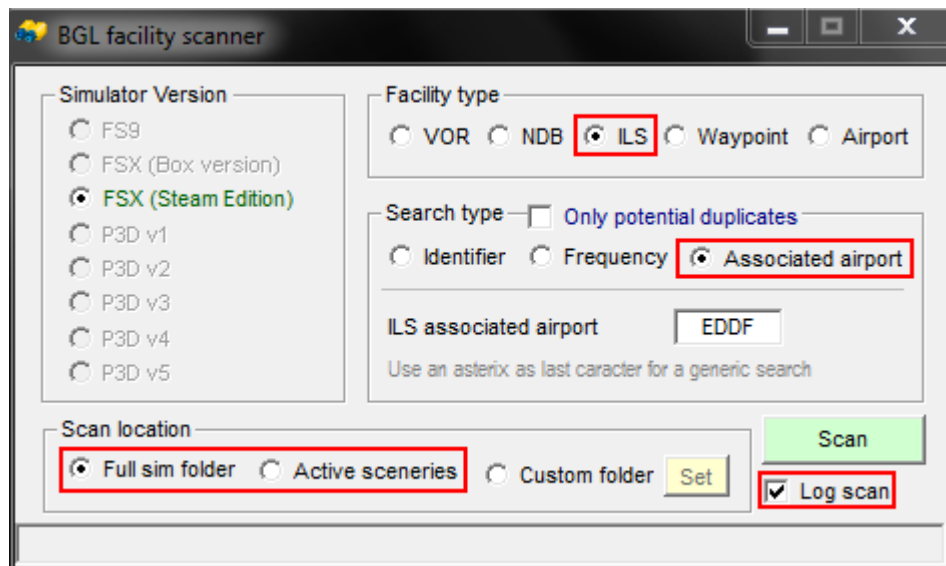 BGL facility scanner
Simulator Version
FS9
FSX (Box version)
FSX (Steam Edition)
P3D v1
P3D v2
P3D v3
P3D v4
P3D v5
Facility type
VOR NDB ILS Waypoint Airport
Search type Only potential duplicates
Identifier Frequency Associated airport
ILS associated airport EDDF
Use an asterix as last caracter for a generic search
Scan location
Full sim folder Active sceneries Custom folder Set
Scan
Log scan